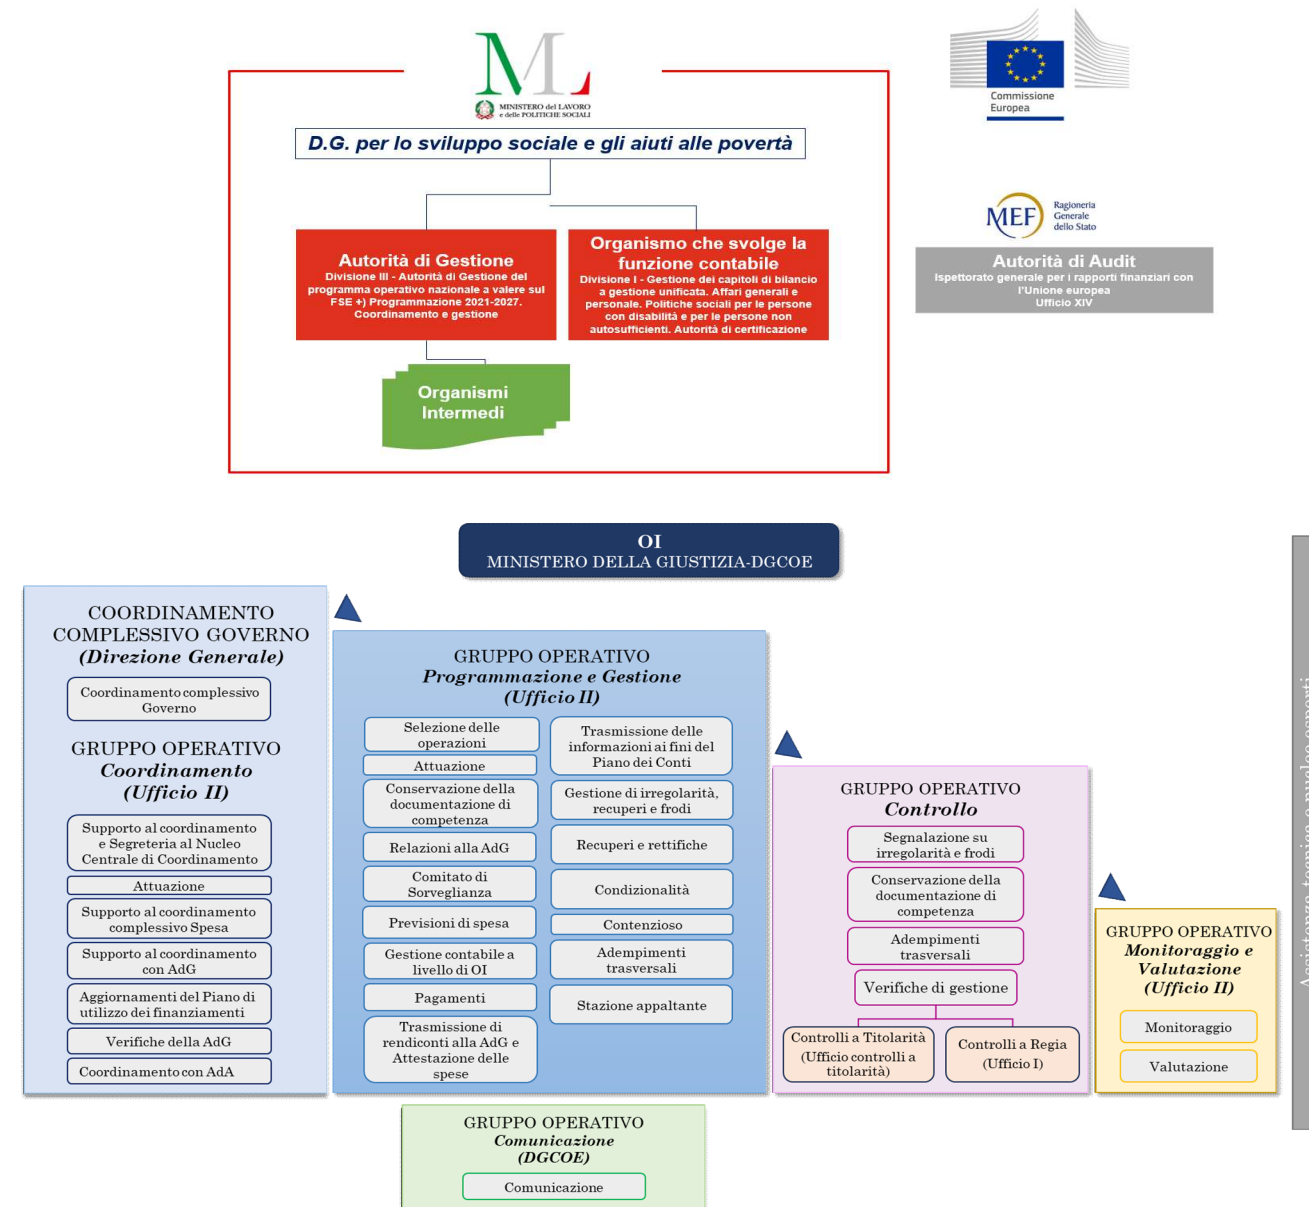 ML
MINISTERO del LAVORO
e delle POLITICHE SOCIALI
Commissione
Europea
D.G. per lo sviluppo sociale e gli aiuti alle povertà
MEF
Ragioneria
Generale
dello Stato
Autorità di Gestione
Divisione III - Autorità di Gestione del
programma operativo nazionale a valere sul
FSE +) Programmazione 2021-2027.
Coordinamento e gestione
Organismo che svolge la
funzione contabile
Divisione I - Gestione dei capitoli di bilancio
a gestione unificata. Affari generali e
personale. Politiche sociali per le persone
con disabilità e per le persone non
autosufficienti. Autorità di certificazione
Autorità di Audit
Ispettorato generale per i rapporti finanziari con
l'Unione europea
Ufficio XIV
Organismi
Intermedi
OI
MINISTERO DELLA GIUSTIZIA-DGCOE
COORDINAMENTO
COMPLESSIVO GOVERNO
(Direzione Generale)
Coordinamento complessivo
Governo
GRUPPO OPERATIVO
Coordinamento
(Ufficio II)
Supporto al coordinamento
e Segreteria al Nucleo
Centrale di Coordinamento
Attuazione
Supporto al coordinamento
complessivo Spesa
Supporto al coordinamento
con AdG
Aggiornamenti del Piano di
utilizzo dei finanziamenti
Verifiche della AdG
Coordinamento con AdA
GRUPPO OPERATIVO
Programmazione e Gestione
(Ufficio II)
Selezione delle
operazioni
Attuazione
Conservazione della
documentazione di
competenza
Relazioni alla AdG
Comitato di
Sorveglianza
Previsioni di spesa
Gestione contabile a
livello di OI
Pagamenti
Trasmissione di
rendiconti alla AdG e
Attestazione delle
spese
Trasmissione delle
informazioni ai fini del
Piano dei Conti
Gestione di irregolarità,
recuperi e frodi
Recuperi e rettifiche
Condizionalità
Contenzioso
Adempimenti
trasversali
Stazione appaltante
GRUPPO OPERATIVO
Controllo
Segnalazione su
irregolarità e frodi
Conservazione della
documentazione di
competenza
Adempimenti
trasversali
Verifiche di gestione
Controlli a Titolarità
(Ufficio controlli a
titolarità)
Controlli a Regia
(Ufficio I)
GRUPPO OPERATIVO
Monitoraggio e
Valutazione
(Ufficio II)
Monitoraggio
Valutazione
GRUPPO OPERATIVO
Comunicazione
(DGCOE)
Comunicazione